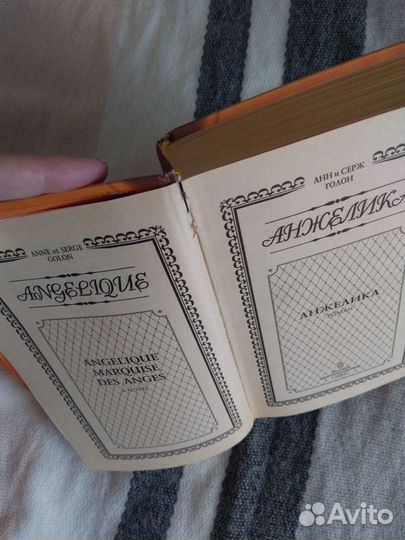 ANNE et SERGE
GOLON
ANGELIQUE
ANGELIQUE
MARQUISE
DES ANGES
A NOVEL
АНН и СЕРЖ
ГОЛОН
АНЖЕЛИКА
АНЖЕЛИКА
РОМАН
Avito